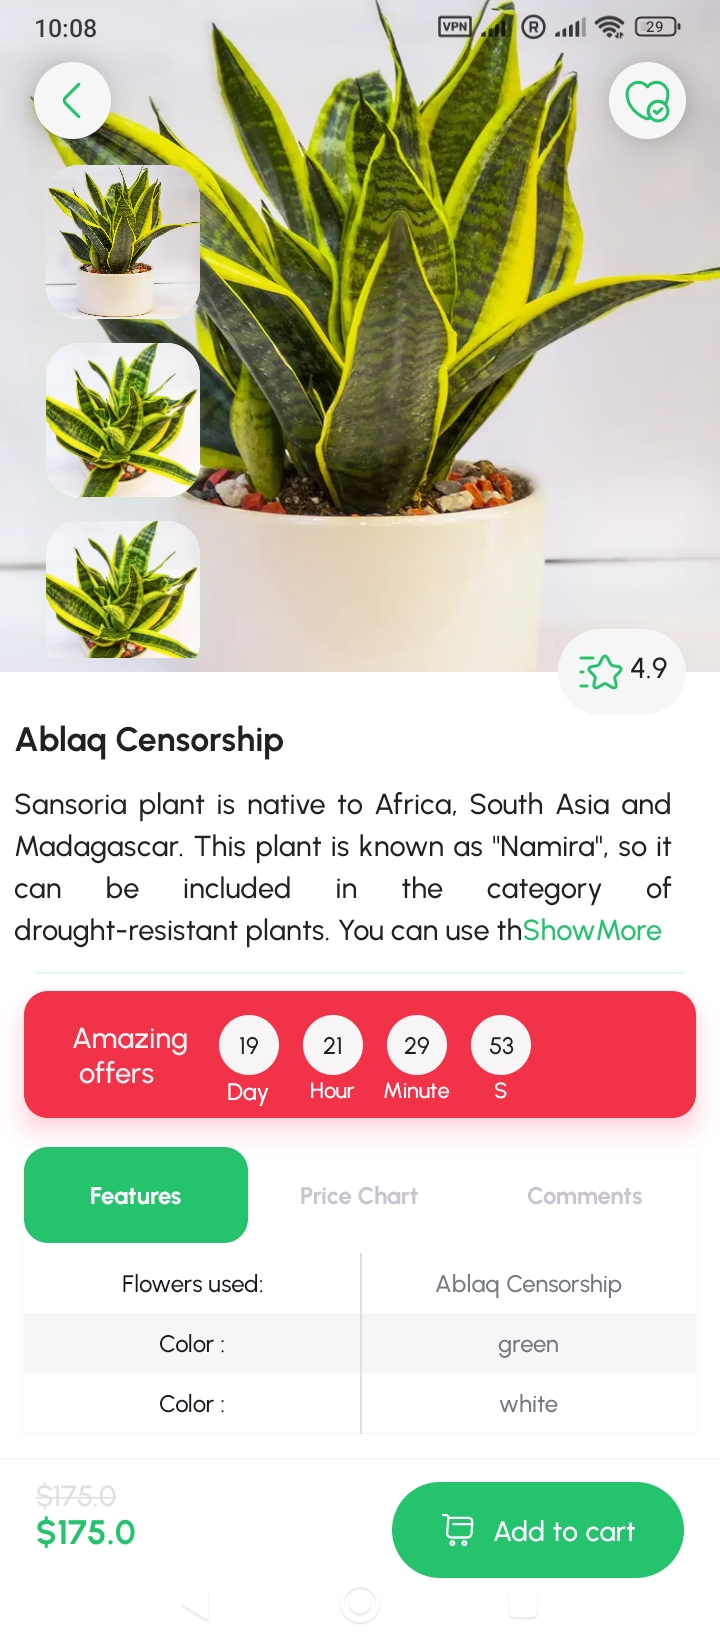 10:08
VPN
R
29
4.9
Ablaq Censorship
Sansoria plant is native to Africa, South Asia and
Madagascar. This plant is known as "Namira", so it
can be included in the category of
drought-resistant plants. You can use thShowMore
Amazing
offers
19 21 29 53
Day Hour Minute S
Features Price Chart Comments
Flowers used: Ablaq Censorship
Color : green
Color : white
$175.0
$175.0
Add to cart